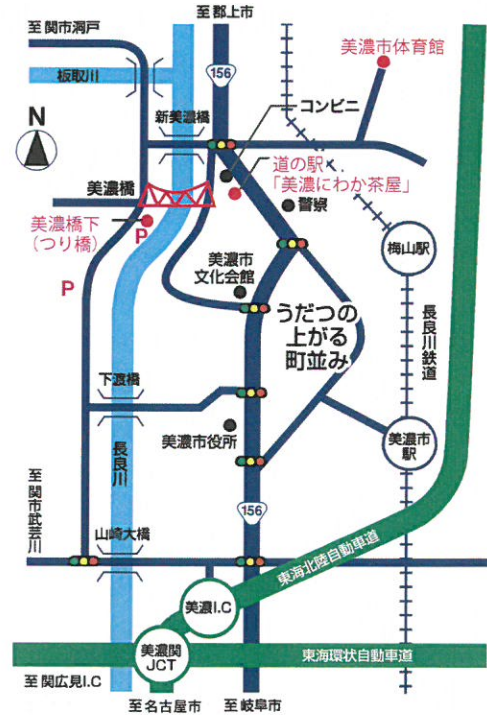 至郡上市
至関市洞戸
板取川
156
美濃市体育館
コンビニ
新美濃橋
N
道の駅
「美濃にわか茶屋」
美濃橋
警察
美濃橋下
(つり橋)
P
P
梅山駅
美濃市
文化会館
うだつの
上がる
町並み
長良川鉄道
下渡橋
美濃市役所
美濃市
駅
長良川
至関市武芸川
156
山崎大橋
東海北陸自動車道
美濃I.C
美濃関
JCT
東海環状自動車道
至関広見I.C
至名古屋市
至岐阜市